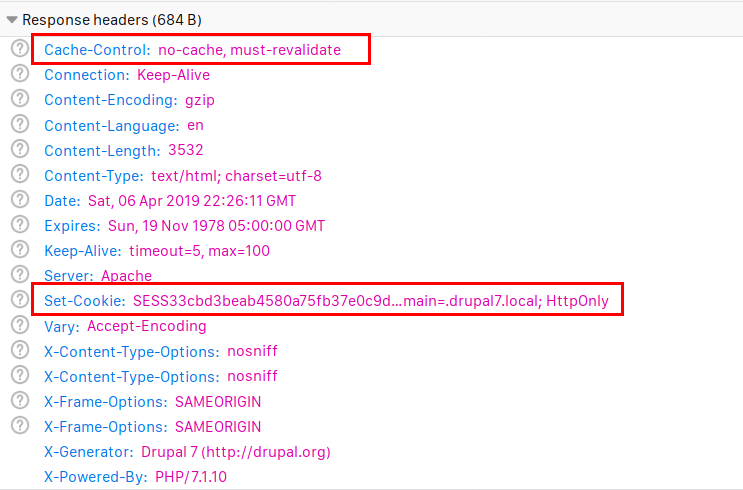 Response headers (684 B)
Cache-Control: no-cache, must-revalidate
Connection: Keep-Alive
Content-Encoding: gzip
Content-Language: en
Content-Length: 3532
Content-Type: text/html; charset=utf-8
Date: Sat, 06 Apr 2019 22:26:11 GMT
Expires: Sun, 19 Nov 1978 05:00:00 GMT
Keep-Alive: timeout=5, max=100
Server: Apache
Set-Cookie: SESS33cbd3beab4580a75fb37e0c9d...main=.drupal7.local; HttpOnly
Vary: Accept-Encoding
X-Content-Type-Options: nosniff
X-Content-Type-Options: nosniff
X-Frame-Options: SAMEORIGIN
X-Frame-Options: SAMEORIGIN
X-Generator: Drupal 7 (http://drupal.org)
X-Powered-By: PHP/7.1.10